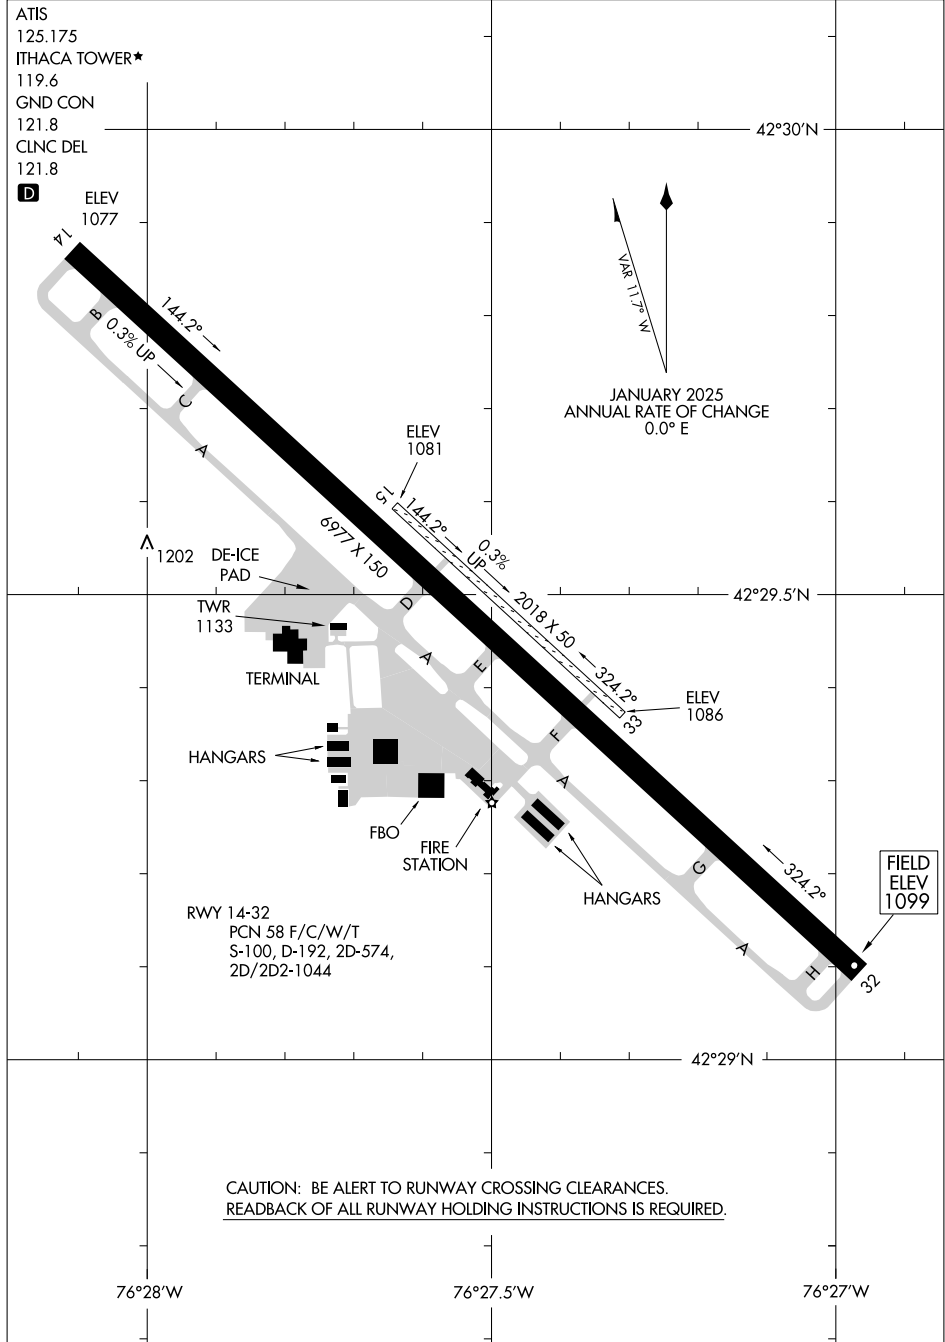 ATIS
125.175
ITHACA TOWER★
119.6
GND CON
121.8
CLNC DEL
121.8
D
42°30'N
ELEV
1077
14
144.2°
B
0.3% UP
C
A
VAR 11.7° W
JANUARY 2025
ANNUAL RATE OF CHANGE
0.0° E
ELEV
1081
15
144.2°
0.3%
UP
6977 X 150
2018 X 50
324.2°
33
ELEV
1086
1202
DE-ICE
PAD
42°29.5'N
TWR
1133
D
A
E
F
A
TERMINAL
HANGARS
FBO
FIRE
STATION
HANGARS
G
324.2°
FIELD
ELEV
1099
A
H
32
RWY 14-32
PCN 58 F/C/W/T
S-100, D-192, 2D-574,
2D/2D2-1044
42°29'N
CAUTION: BE ALERT TO RUNWAY CROSSING CLEARANCES.
READBACK OF ALL RUNWAY HOLDING INSTRUCTIONS IS REQUIRED.
76°28'W
76°27.5'W
76°27'W